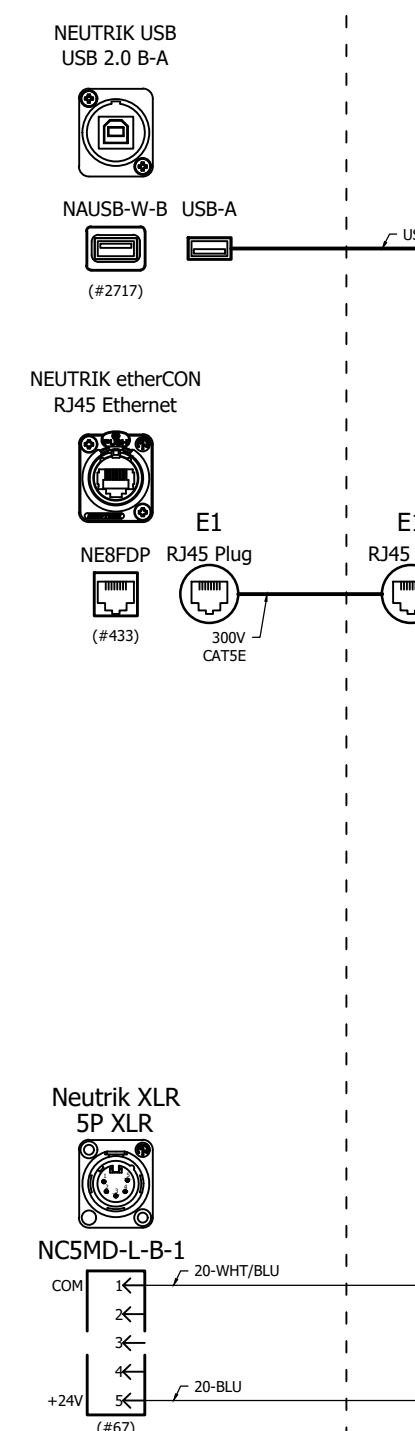 NEUTRIK USB
USB 2.0 B-A
NAUSB-W-B USB-A
US
(#2717)
NEUTRIK etherCON
RJ45 Ethernet
E1
E1
NE8FDP
RJ45 Plug
RJ45
(#433)
300V
CAT5E
Neutrik XLR
5P XLR
NC5MD-L-B-1
COM 1 20-WHT/BLU
2
3
4
+24V 5 20-BLU
(#67)